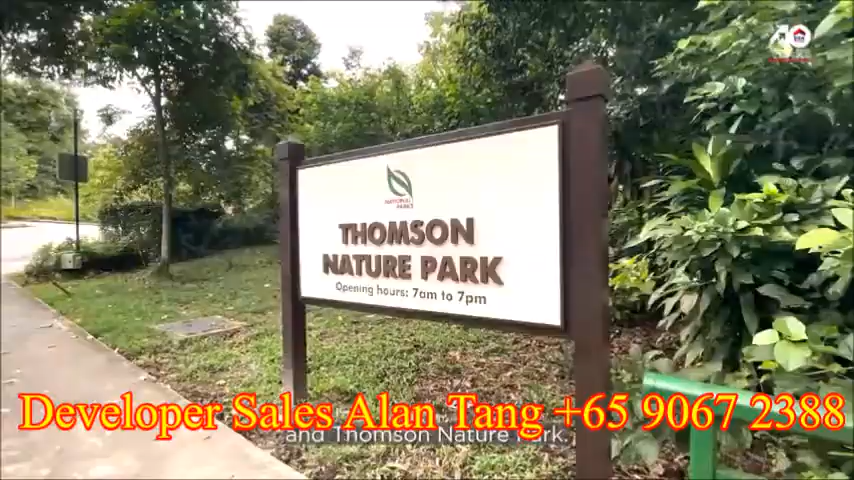 NATIONAL
PARKS
THOMSON
NATURE PARK
Opening hours: 7am to 7pm
Developer Sales Alan Tang +65 9067 2388
and Thomson Nature Park.